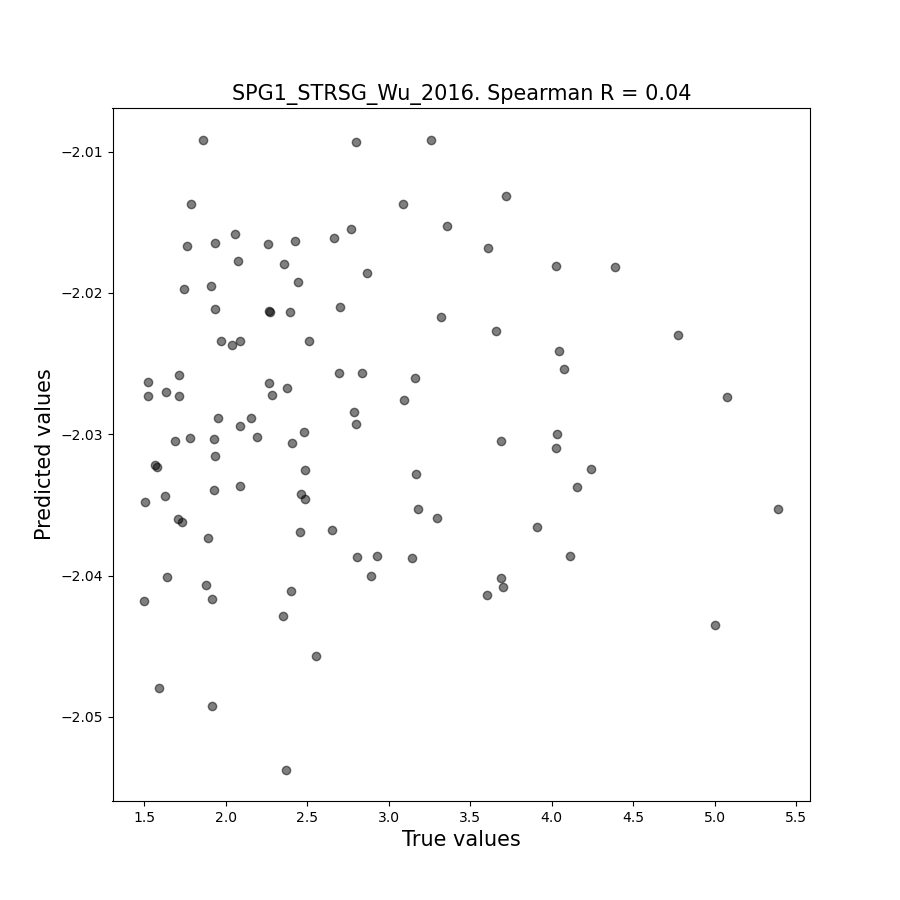 SPG1_STRSG_Wu_2016. Spearman R = 0.04
Predicted values
−2.01
−2.02
−2.03
−2.04
−2.05
1.5 2.0 2.5 3.0 3.5 4.0 4.5 5.0 5.5
True values